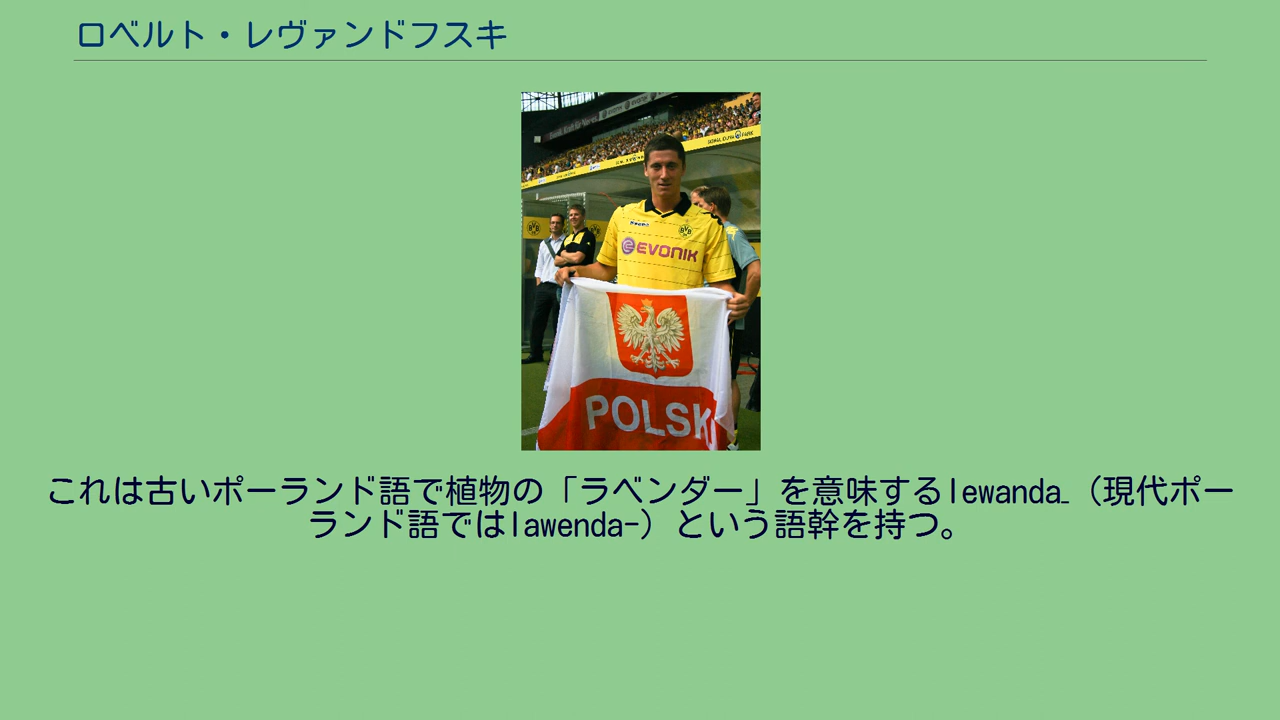 ロベルト・レヴァンドフスキ
EVONIK
BVB
POLSK
これは古いポーランド語で植物の「ラベンダー」を意味するlewanda_（現代ポー
ランド語ではlawenda-）という語幹を持つ。